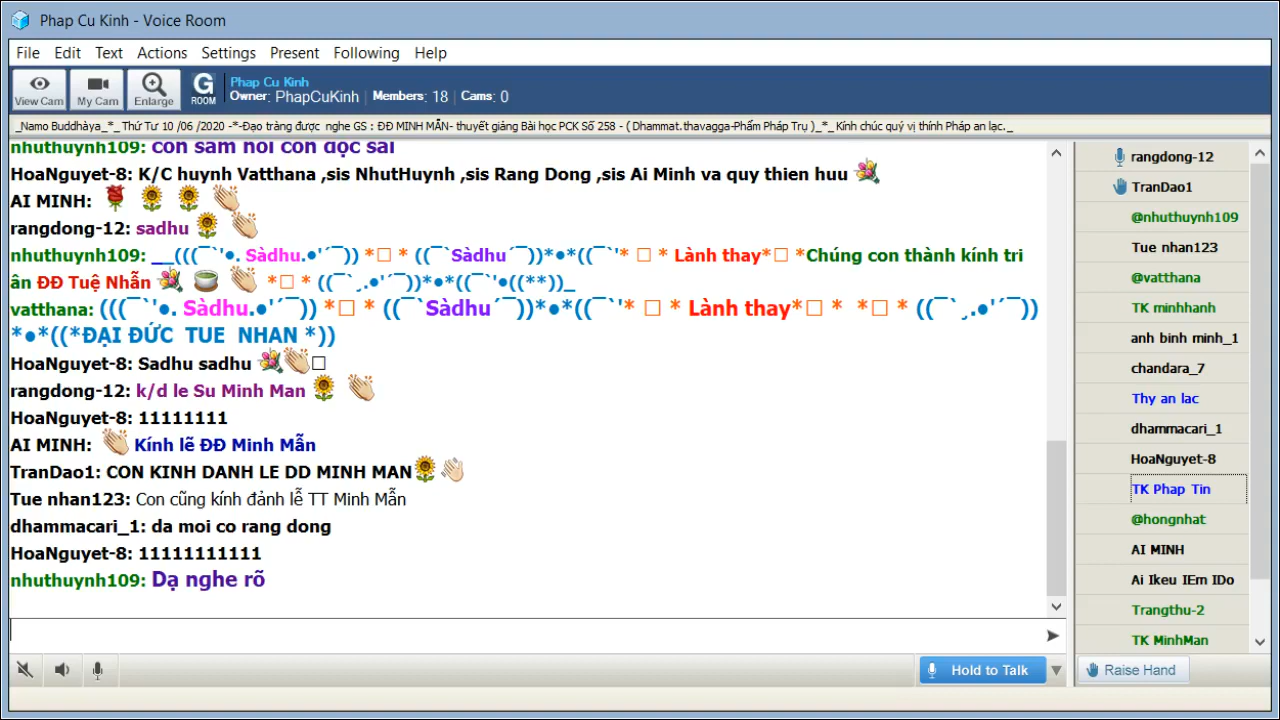 Phap Cu Kinh - Voice Room
File Edit Text Actions Settings Present Following Help
View Cam My Cam Enlarge G ROOM
Phap Cu Kinh
Owner: PhapCuKinh | Members: 18 | Cams: 0
_Namo Buddhàya_*_ Thứ Tư 10 /06 /2020 -*-Đạo tràng được nghe GS : ĐĐ MINH MẪN- thuyết giảng Bài học PCK Số 258 - ( Dhammat.thavagga-Phẩm Pháp Trụ )_*_ Kính chúc quý vị thính Pháp an lạc._
nhuthuynh109: con sám hối con đọc sai
HoaNguyet-8: K/C huynh Vatthana ,sis NhutHuynh ,sis Rang Dong ,sis Ai Minh va quy thien huu
AI MINH:
rangdong-12: sadhu
nhuthuynh109: __(((¯`'●. Sàdhu.●'´¯)) *□ * ((¯`Sàdhu´¯))*●*((¯`'* □ * Lành thay*□ *Chúng con thành kính tri
ân ĐĐ Tuệ Nhẫn *□ * ((¯`¸.●'´¯))*●*((¯`'●((**))_
vatthana: (((¯`'●. Sàdhu.●'´¯)) *□ * ((¯`Sàdhu´¯))*●*((¯`'* □ * Lành thay*□ * *□ * ((¯`¸.●'´¯))
*●*((*ĐẠI ĐỨC TUE NHAN *))
HoaNguyet-8: Sadhu sadhu □
rangdong-12: k/d le Su Minh Man
HoaNguyet-8: 11111111
AI MINH: Kính lễ ĐĐ Minh Mẫn
TranDao1: CON KINH DANH LE DD MINH MAN
Tue nhan123: Con cũng kính đảnh lễ TT Minh Mẫn
dhammacari_1: da moi co rang dong
HoaNguyet-8: 11111111111
nhuthuynh109: Dạ nghe rõ
Hold to Talk
rangdong-12
TranDao1
@nhuthuynh109
Tue nhan123
@vatthana
TK minhhanh
anh binh minh_1
chandara_7
Thy an lac
dhammacari_1
HoaNguyet-8
TK Phap Tin
@hongnhat
AI MINH
Ai Ikeu IEm IDo
Trangthu-2
TK MinhMan
Raise Hand